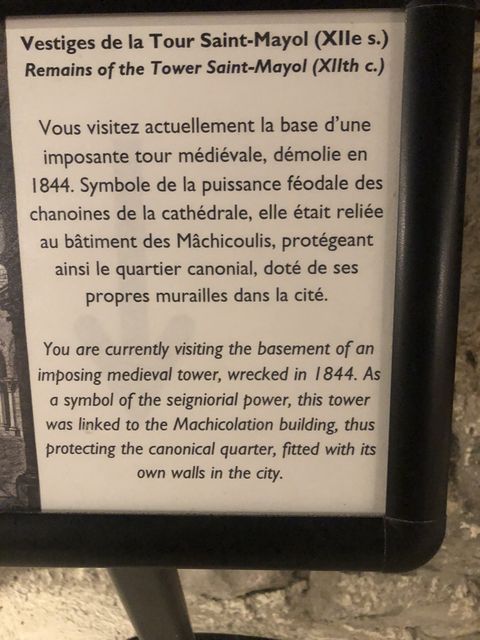 Vestiges de la Tour Saint-Mayol (XIIe s.)
Remains of the Tower Saint-Mayol (XIIth c.)
Vous visitez actuellement la base d'une
imposante tour médiévale, démolie en
1844. Symbole de la puissance féodale des
chanoines de la cathédrale, elle était reliée
au bâtiment des Mâchicoulis, protégeant
ainsi le quartier canonial, doté de ses
propres murailles dans la cité.
You are currently visiting the basement of an
imposing medieval tower, wrecked in 1844. As
a symbol of the seigniorial power, this tower
was linked to the Machicolation building, thus
protecting the canonical quarter, fitted with its
own walls in the city.